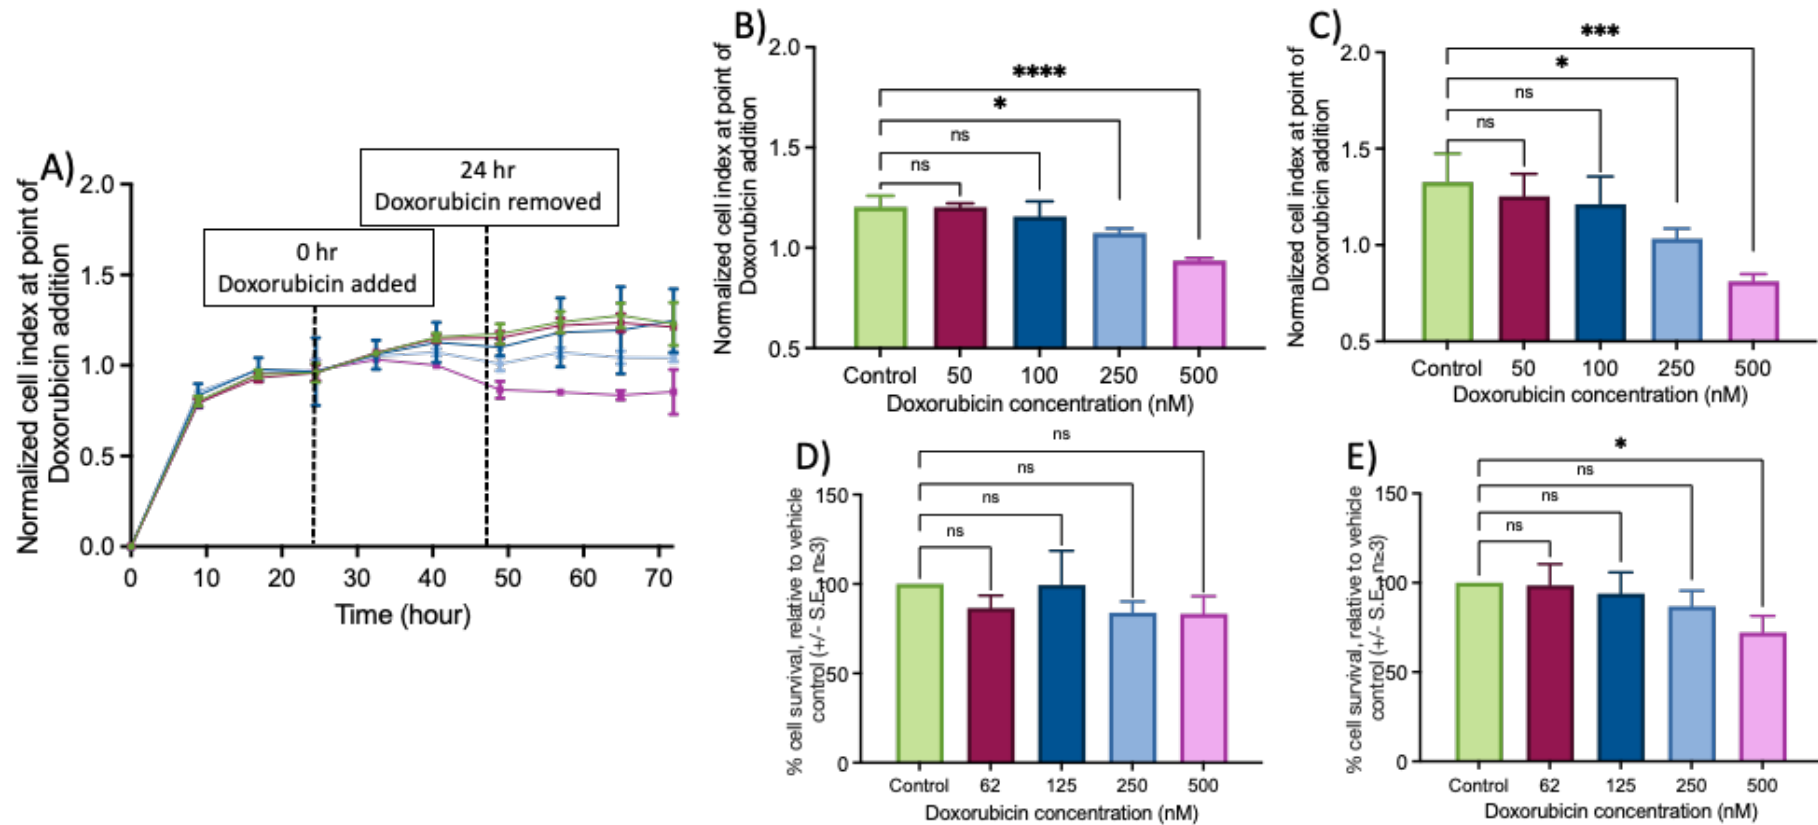 A)
Normalized cell index at point of
Doxorubicin addition
2.0
1.5
1.0
0.5
0.0
0 10 20 30 40 50 60 70
Time (hour)
0 hr
Doxorubicin added
24 hr
Doxorubicin removed
B)
Normalized cell index at point of
Doxorubicin addition
2.0
1.5
1.0
0.5
****
*
ns
ns
Control 50 100 250 500
Doxorubicin concentration (nM)
C)
Normalized cell index at point of
Doxorubicin addition
2.0
1.5
1.0
0.5
***
*
ns
ns
Control 50 100 250 500
Doxorubicin concentration (nM)
D)
% cell survival, relative to vehicle
control (+/- S.E. n≥3)
150
100
50
0
ns
ns
ns
ns
Control 62 125 250 500
Doxorubicin concentration (nM)
E)
% cell survival, relative to vehicle
control (+/- S.E. n≥3)
150
100
50
0
*
ns
ns
ns
Control 62 125 250 500
Doxorubicin concentration (nM)